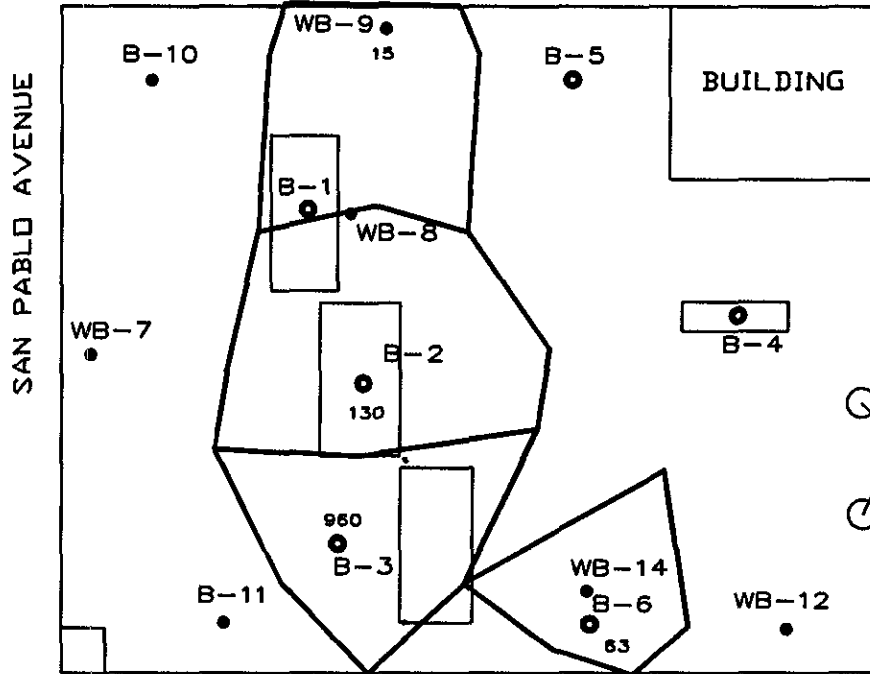 WB-9
15
B-10
B-5
BUILDING
SAN PABLO AVENUE
B-1
WB-8
WB-7
B-4
B-2
130
960
B-3
WB-14
B-11
B-6
WB-12
63